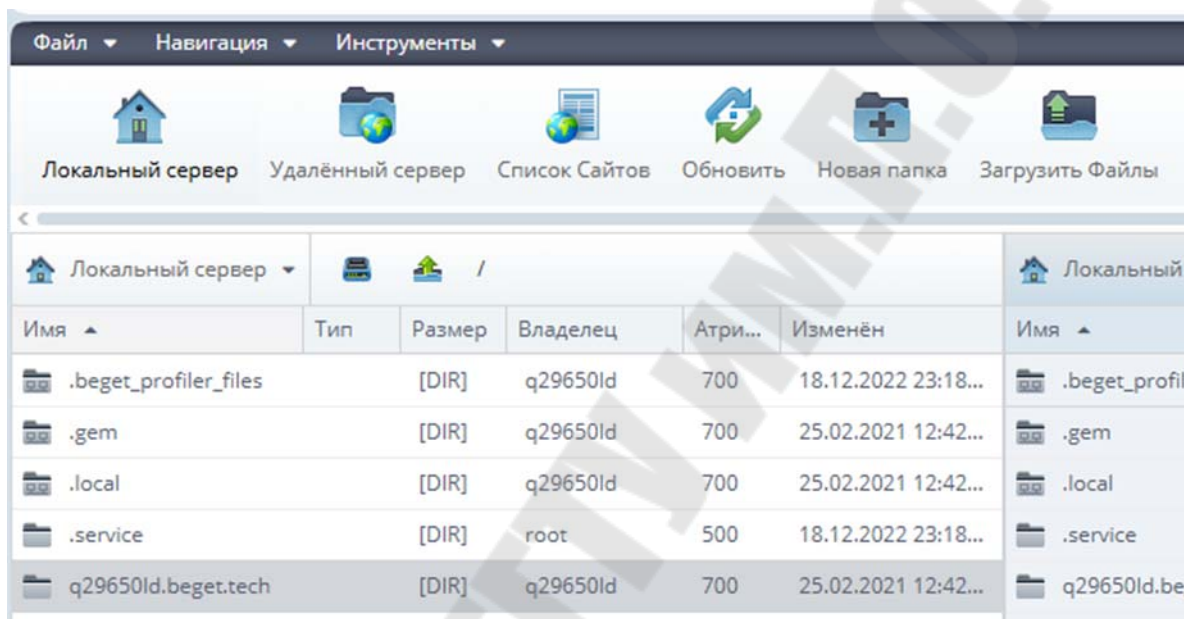 Файл Навигация Инструменты
Локальный сервер Удалённый сервер Список Сайтов Обновить Новая папка Загрузить Файлы
Локальный сервер / Локальный
Имя Тип Размер Владелец Атри... Изменён Имя
.beget_profiler_files [DIR] q29650ld 700 18.12.2022 23:18... .beget_profil
.gem [DIR] q29650ld 700 25.02.2021 12:42... .gem
.local [DIR] q29650ld 700 25.02.2021 12:42... .local
.service [DIR] root 500 18.12.2022 23:18... .service
q29650ld.beget.tech [DIR] q29650ld 700 25.02.2021 12:42... q29650ld.be